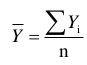 Y̅ = ∑Yᵢ / n